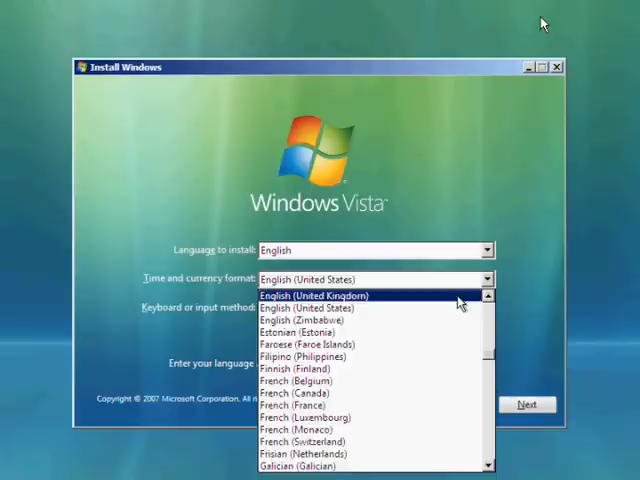 Install Windows
Windows Vista™
Language to install: English
Time and currency format: English (United States)
Keyboard or input method:
English (United Kingdom)
English (United States)
English (Zimbabwe)
Estonian (Estonia)
Faroese (Faroe Islands)
Filipino (Philippines)
Finnish (Finland)
French (Belgium)
French (Canada)
French (France)
French (Luxembourg)
French (Monaco)
French (Switzerland)
Frisian (Netherlands)
Galician (Galician)
Enter your language
Copyright © 2007 Microsoft Corporation. All
Next